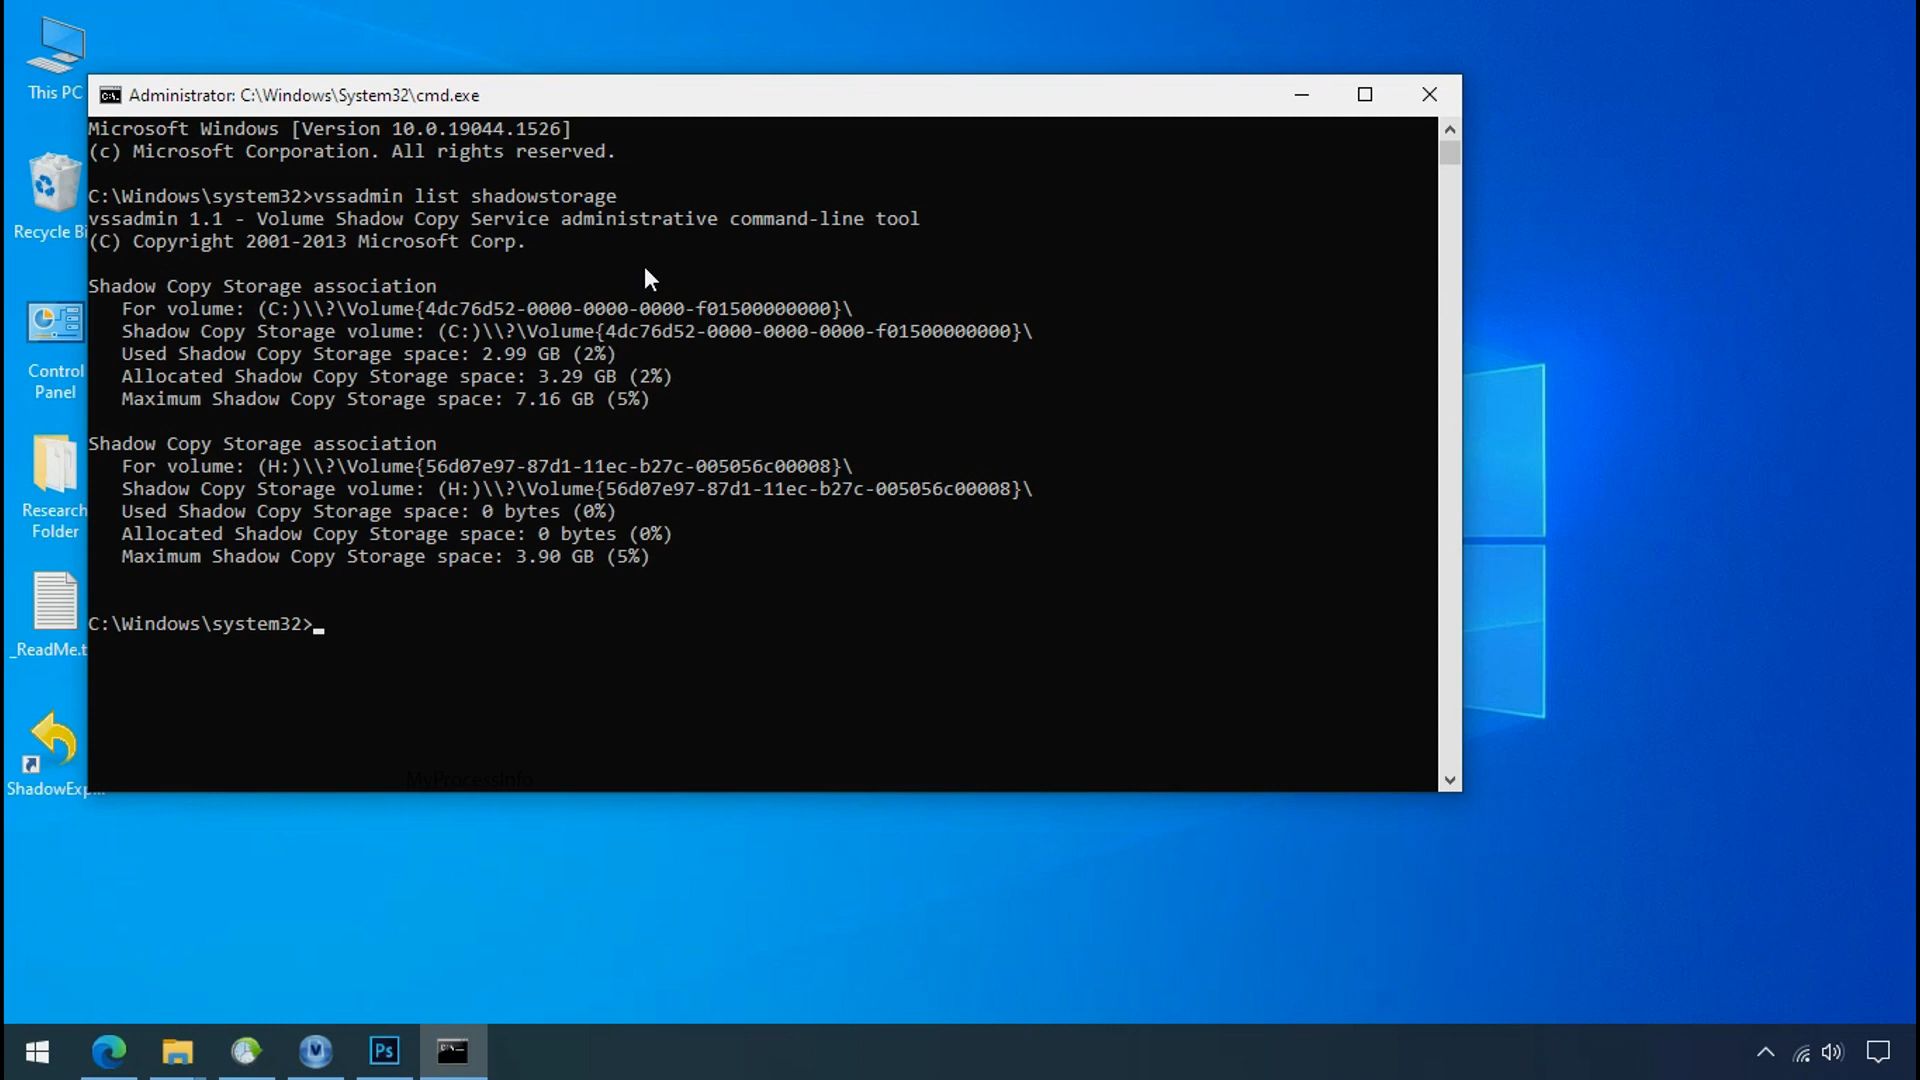 This PC
Recycle Bi
Control
Panel
Research
Folder
_ReadMe.t
ShadowExp...
Administrator: C:\Windows\System32\cmd.exe
Microsoft Windows [Version 10.0.19044.1526]
(c) Microsoft Corporation. All rights reserved.
C:\Windows\system32>vssadmin list shadowstorage
vssadmin 1.1 - Volume Shadow Copy Service administrative command-line tool
(C) Copyright 2001-2013 Microsoft Corp.
Shadow Copy Storage association
For volume: (C:)\\?\Volume{4dc76d52-0000-0000-0000-f01500000000}\
Shadow Copy Storage volume: (C:)\\?\Volume{4dc76d52-0000-0000-0000-f01500000000}\
Used Shadow Copy Storage space: 2.99 GB (2%)
Allocated Shadow Copy Storage space: 3.29 GB (2%)
Maximum Shadow Copy Storage space: 7.16 GB (5%)
Shadow Copy Storage association
For volume: (H:)\\?\Volume{56d07e97-87d1-11ec-b27c-005056c00008}\
Shadow Copy Storage volume: (H:)\\?\Volume{56d07e97-87d1-11ec-b27c-005056c00008}\
Used Shadow Copy Storage space: 0 bytes (0%)
Allocated Shadow Copy Storage space: 0 bytes (0%)
Maximum Shadow Copy Storage space: 3.90 GB (5%)
C:\Windows\system32>
MyProcessInfo
Ps